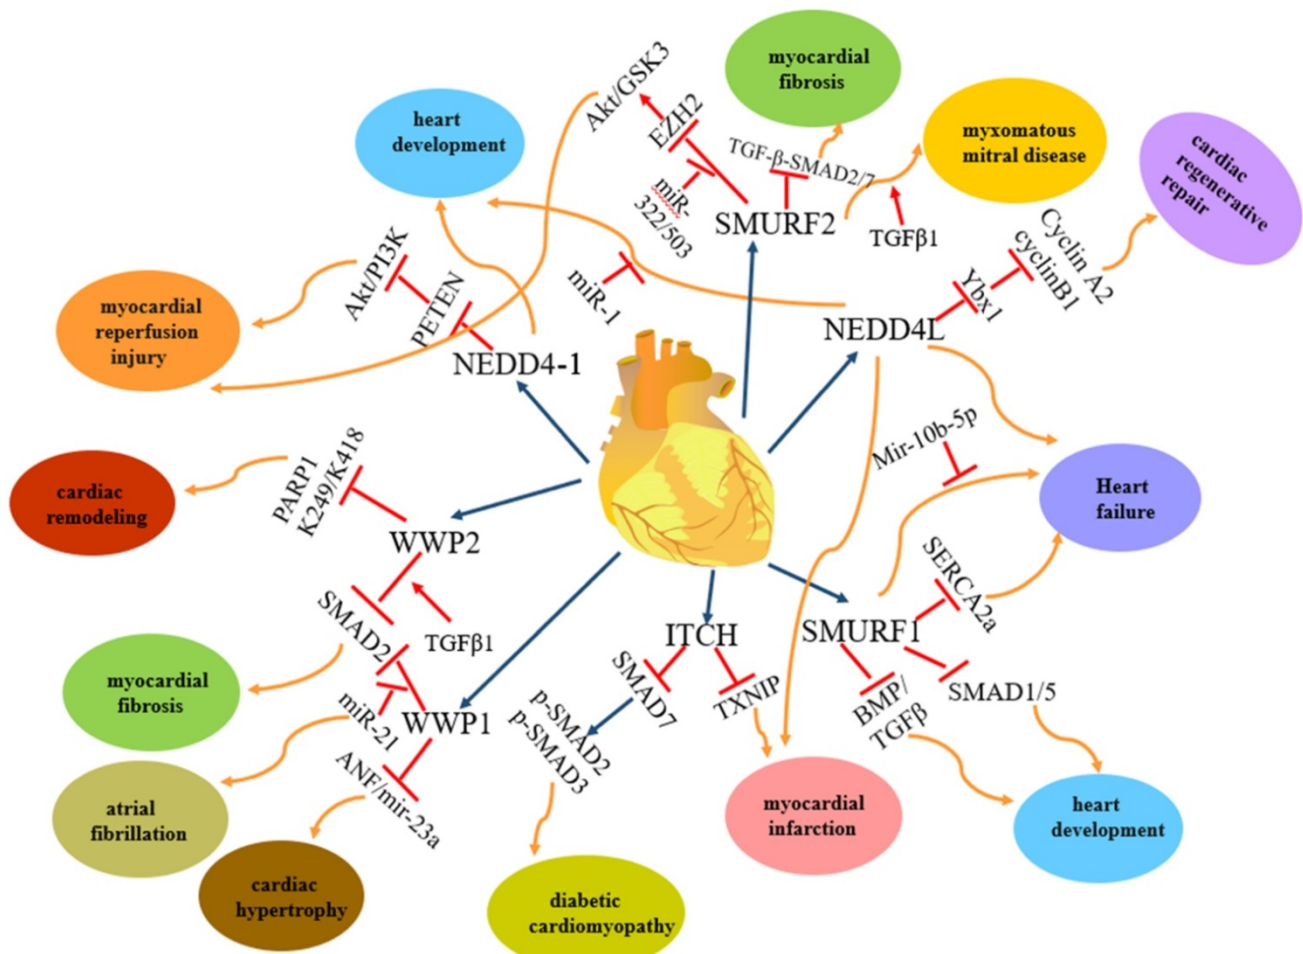 myocardial
fibrosis
heart
development
Akt/GSK3
EZH2
miR-
322/503
TGF-β-SMAD2/7
SMURF2
TGFβ1
myxomatous
mitral disease
cardiac
regenerative
repair
Cyclin A2
cyclinB1
Ybx1
NEDD4L
miR-1
Akt/PI3K
PETEN
NEDD4-1
myocardial
reperfusion
injury
Mir-10b-5p
Heart
failure
cardiac
remodeling
PARP1
K249/K418
WWP2
SMAD2
TGFβ1
myocardial
fibrosis
miR-21
WWP1
ANF/mir-23a
atrial
fibrillation
cardiac
hypertrophy
ITCH
SMAD7
TXNIP
p-SMAD2
p-SMAD3
diabetic
cardiomyopathy
myocardial
infarction
SMURF1
SERCA2a
BMP/
TGFβ
SMAD1/5
heart
development